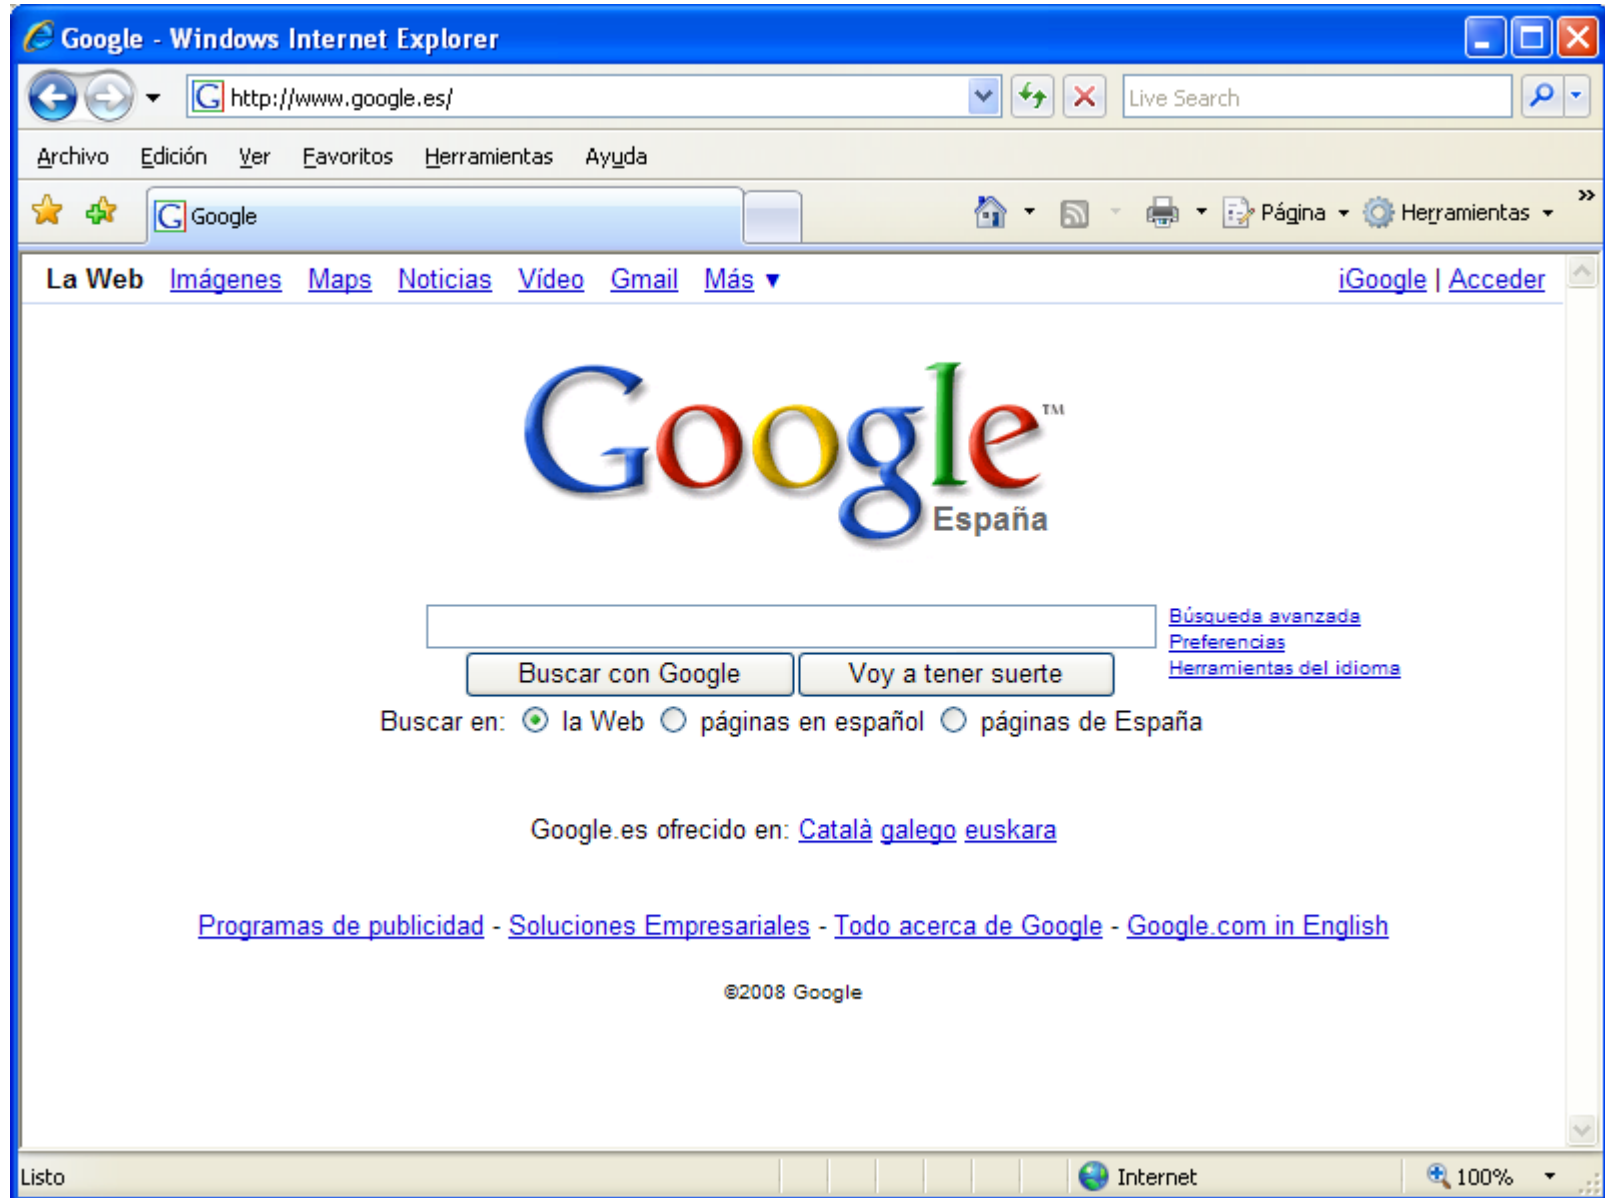 Google - Windows Internet Explorer
http://www.google.es/
Live Search
Archivo Edición Ver Favoritos Herramientas Ayuda
Google
Página Herramientas »
La Web Imágenes Maps Noticias Vídeo Gmail Más ▼ iGoogle | Acceder
Google™
España
Búsqueda avanzada
Preferencias
Herramientas del idioma
Buscar con Google Voy a tener suerte
Buscar en: la Web páginas en español páginas de España
Google.es ofrecido en: Català galego euskara
Programas de publicidad - Soluciones Empresariales - Todo acerca de Google - Google.com in English
©2008 Google
Listo Internet 100%